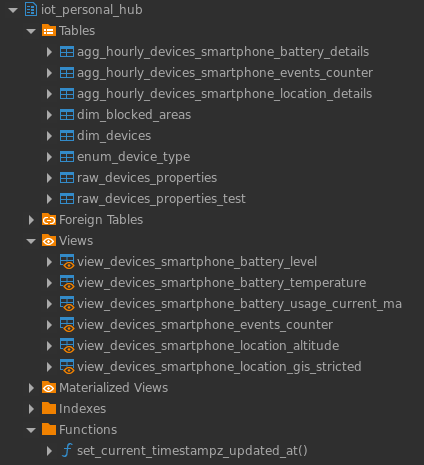 iot_personal_hub
Tables
agg_hourly_devices_smartphone_battery_details
agg_hourly_devices_smartphone_events_counter
agg_hourly_devices_smartphone_location_details
dim_blocked_areas
dim_devices
enum_device_type
raw_devices_properties
raw_devices_properties_test
Foreign Tables
Views
view_devices_smartphone_battery_level
view_devices_smartphone_battery_temperature
view_devices_smartphone_battery_usage_current_ma
view_devices_smartphone_events_counter
view_devices_smartphone_location_altitude
view_devices_smartphone_location_gis_stricted
Materialized Views
Indexes
Functions
set_current_timestampz_updated_at()